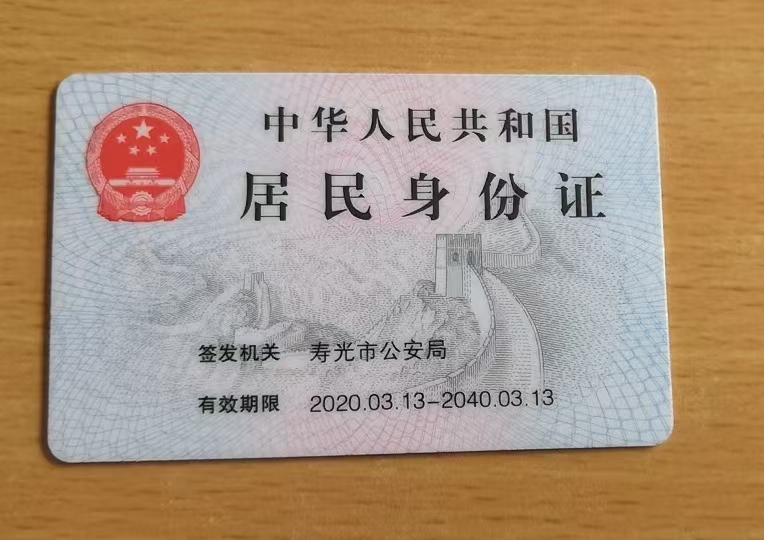 中华人民共和国
居民身份证
签发机关 寿光市公安局
有效期限 2020.03.13-2040.03.13